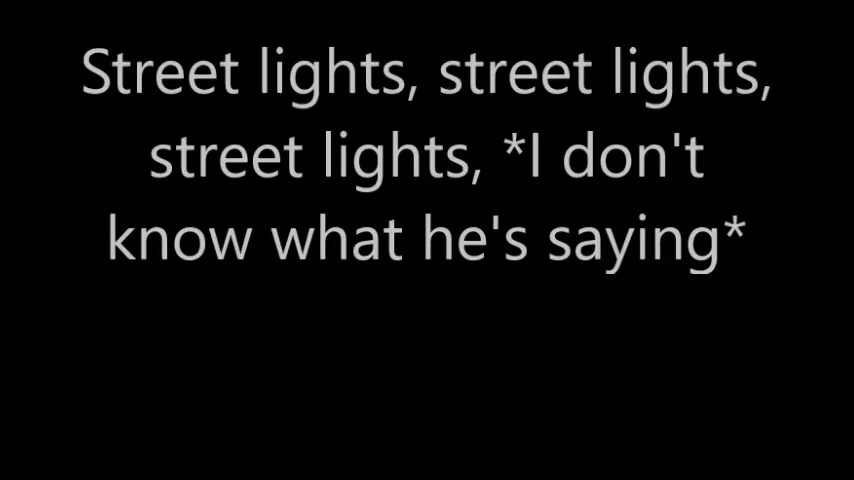 Street lights, street lights,
street lights, *I don't
know what he's saying*